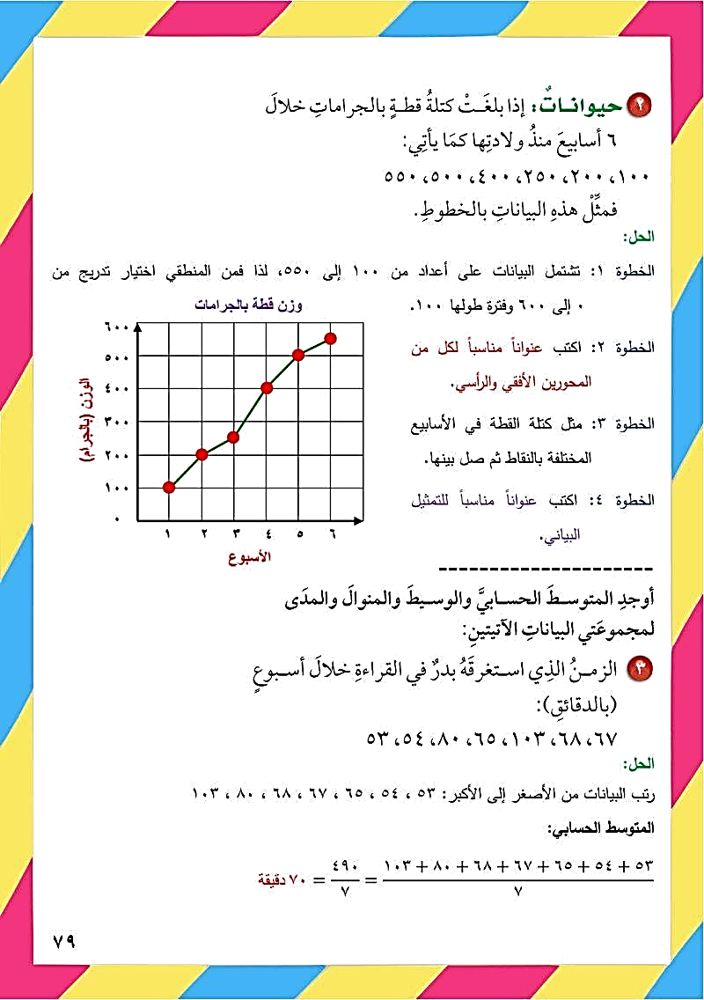 ٢ حيوانـاتٌ: إذا بلغَـتْ كتلةُ قطـةٍ بالجراماتِ خلالَ
٦ أسابيعَ منذُ ولادتِها كمَا يأتِي:
١٠٠، ٢٠٠، ٢٥٠، ٤٠٠، ٥٠٠، ٥٥٠
فمثِّلْ هذهِ البياناتِ بالخطوطِ.
الحل:
الخطوة ١: تشتمل البيانات على أعداد من ١٠٠ إلى ٥٥٠، لذا فمن المنطقي اختيار تدريج من
٠ إلى ٦٠٠ وفترة طولها ١٠٠.
الخطوة ٢: اكتب عنواناً مناسباً لكل من
المحورين الأفقي والرأسي.
الخطوة ٣: مثل كتلة القطة في الأسابيع
المختلفة بالنقاط ثم صل بينها.
الخطوة ٤: اكتب عنواناً مناسباً للتمثيل
البياني.
وزن قطة بالجرامات
الوزن (بالجرام)
٦٠٠
٥٠٠
٤٠٠
٣٠٠
٢٠٠
١٠٠
٠
١ ٢ ٣ ٤ ٥ ٦
الأسبوع
أوجدِ المتوسـطَ الحسـابيَّ والوسـيطَ والمنوالَ والمدَى
لمجموعَتي البياناتِ الآتيتينِ:
٣ الزمـنُ الذِي اسـتغرقَهُ بدرٌ في القراءةِ خلالَ أسـبوعٍ
(بالدقائقِ):
٦٧، ٦٨، ١٠٣، ٦٥، ٨٠، ٥٤، ٥٣
الحل:
رتب البيانات من الأصغر إلى الأكبر: ٥٣ ، ٥٤ ، ٦٥ ، ٦٧ ، ٦٨ ، ٨٠ ، ١٠٣
المتوسط الحسابي:
٥٣ + ٥٤ + ٦٥ + ٦٧ + ٦٨ + ٨٠ + ١٠٣ / ٧ = ٤٩٠ / ٧ = ٧٠ دقيقة
٧٩